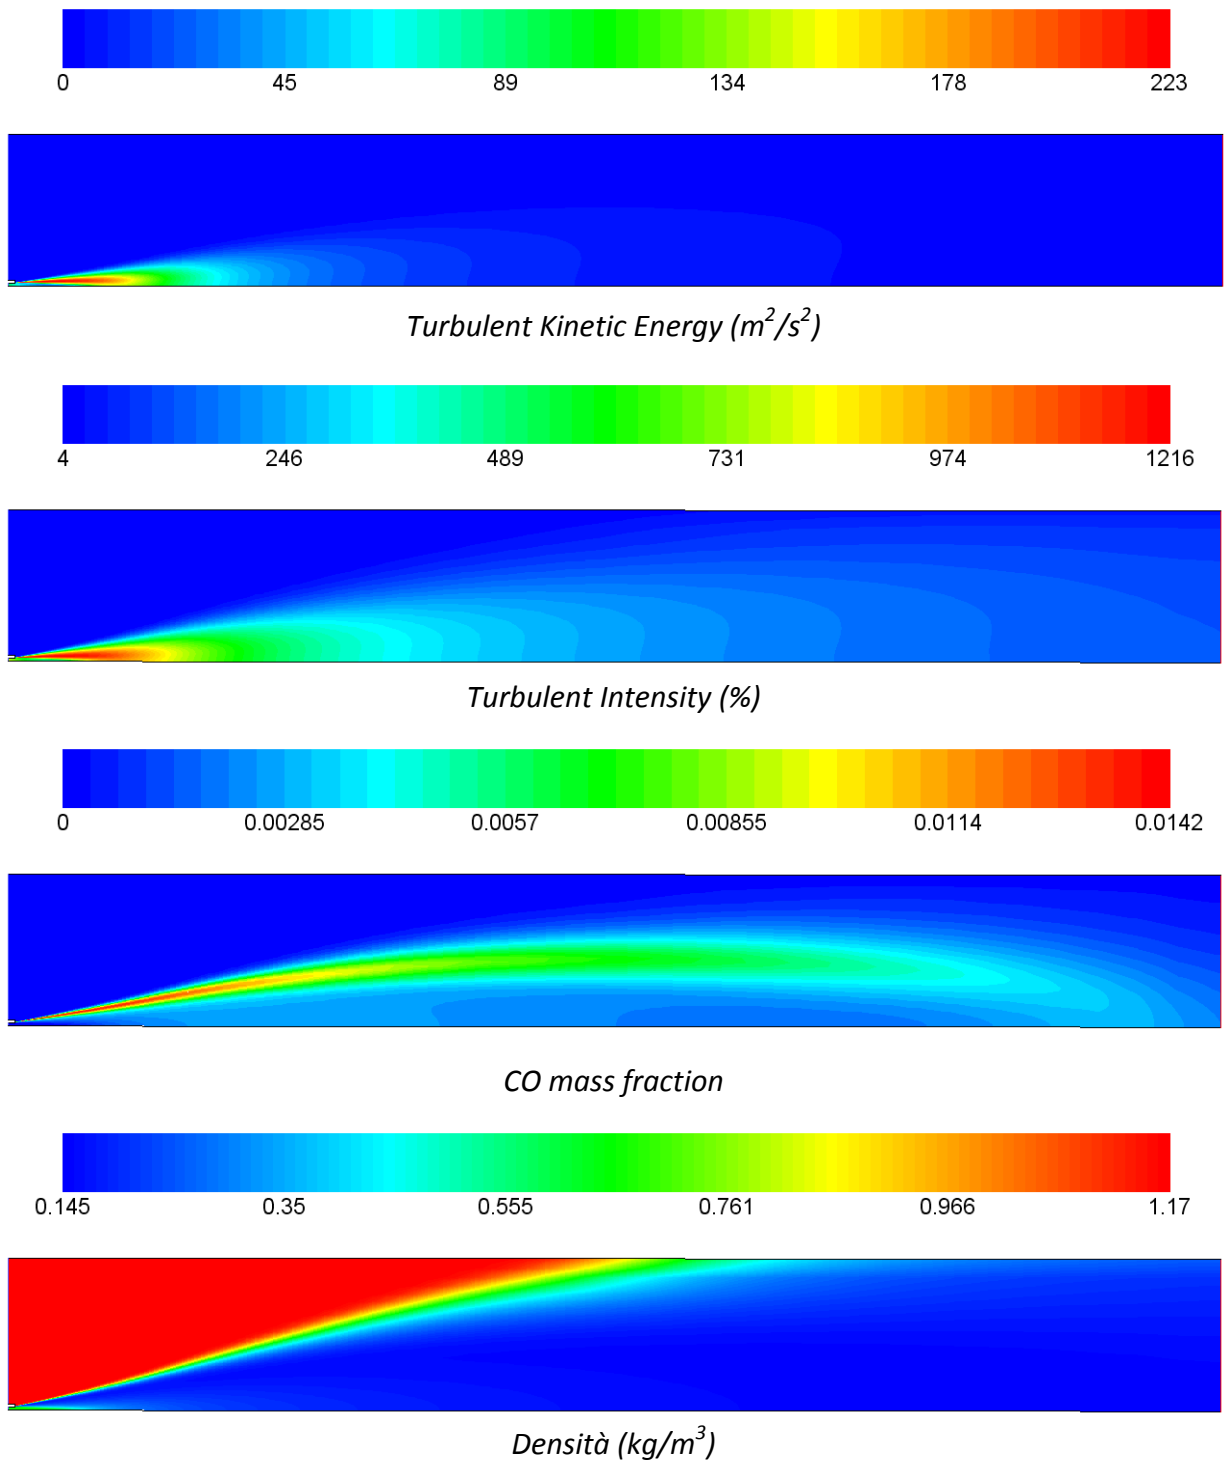 0 45 89 134 178 223
Turbulent Kinetic Energy (m²/s²)
4 246 489 731 974 1216
Turbulent Intensity (%)
0 0.00285 0.0057 0.00855 0.0114 0.0142
CO mass fraction
0.145 0.35 0.555 0.761 0.966 1.17
Densità (kg/m³)